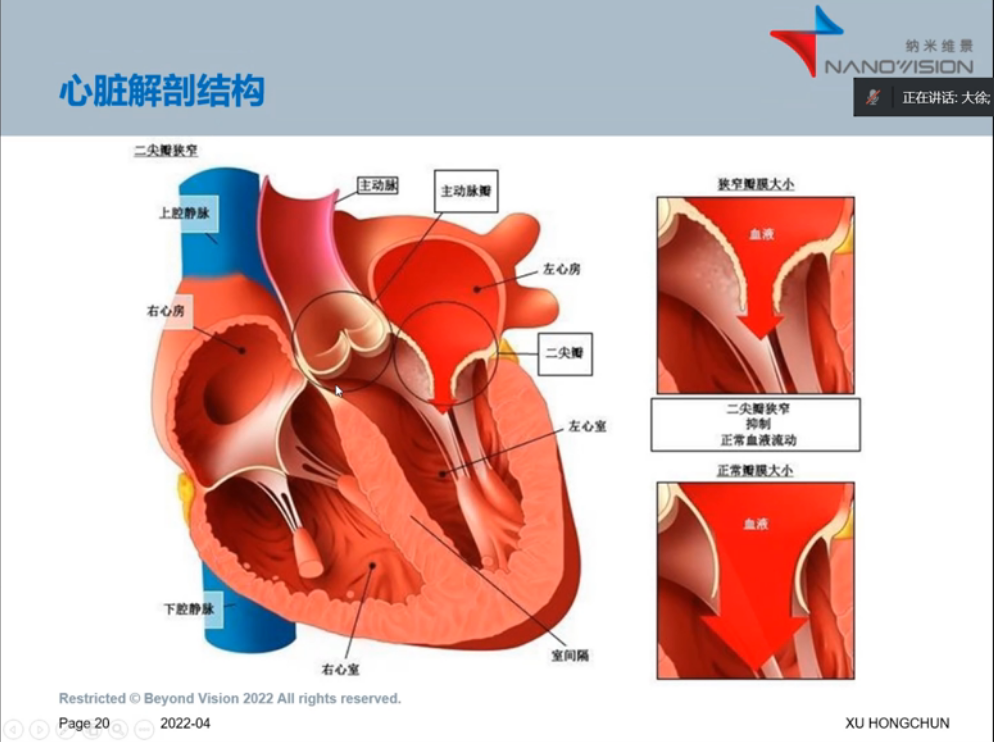 纳米维景
NANOVISION
心脏解剖结构
正在讲话: 大徐;
二尖瓣狭窄
主动脉
主动脉瓣
狭窄瓣膜大小
上腔静脉
血液
左心房
右心房
二尖瓣
二尖瓣狭窄
抑制
正常血液流动
左心室
正常瓣膜大小
血液
下腔静脉
室间隔
右心室
Restricted © Beyond Vision 2022 All rights reserved.
Page 20
2022-04
XU HONGCHUN